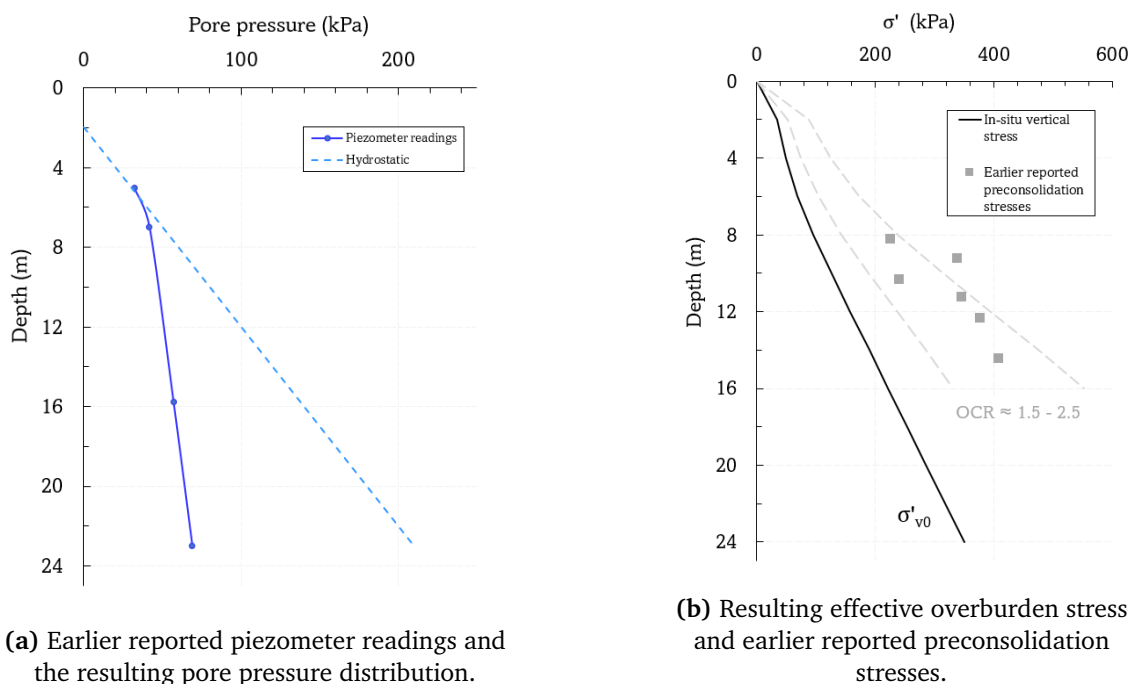 Pore pressure (kPa)
0 100 200
0
4
8
12
16
20
24
Depth (m)
Piezometer readings
Hydrostatic
(a) Earlier reported piezometer readings and
the resulting pore pressure distribution.
σ' (kPa)
0 200 400 600
0
4
8
12
16
20
24
Depth (m)
In-situ vertical
stress
Earlier reported
preconsolidation
stresses
OCR ≈ 1.5 - 2.5
σ'v0
(b) Resulting effective overburden stress
and earlier reported preconsolidation
stresses.